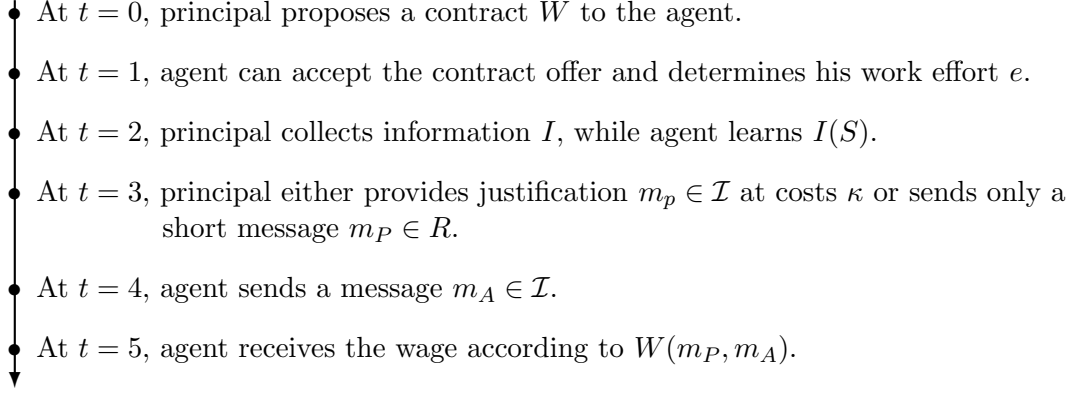 At t = 0, principal proposes a contract W to the agent.
At t = 1, agent can accept the contract offer and determines his work effort e.
At t = 2, principal collects information I, while agent learns I(S).
At t = 3, principal either provides justification m_p ∈ ℐ at costs κ or sends only a
short message m_P ∈ R.
At t = 4, agent sends a message m_A ∈ ℐ.
At t = 5, agent receives the wage according to W(m_P, m_A).